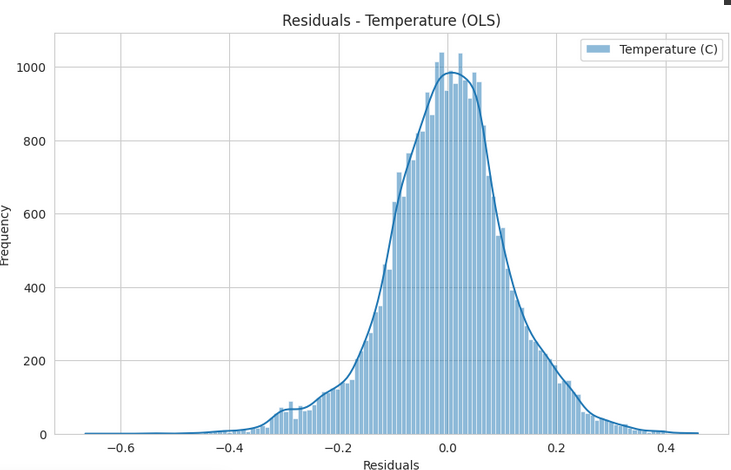 Residuals - Temperature (OLS)
Temperature (C)
1000
800
600
400
200
0
Frequency
−0.6 −0.4 −0.2 0.0 0.2 0.4
Residuals